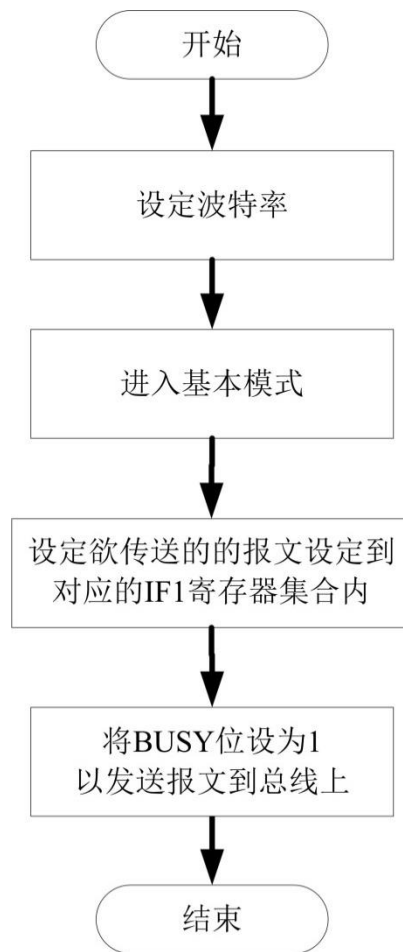 开始
设定波特率
进入基本模式
设定欲传送的的报文设定到
对应的IF1寄存器集合内
将BUSY位设为1
以发送报文到总线上
结束